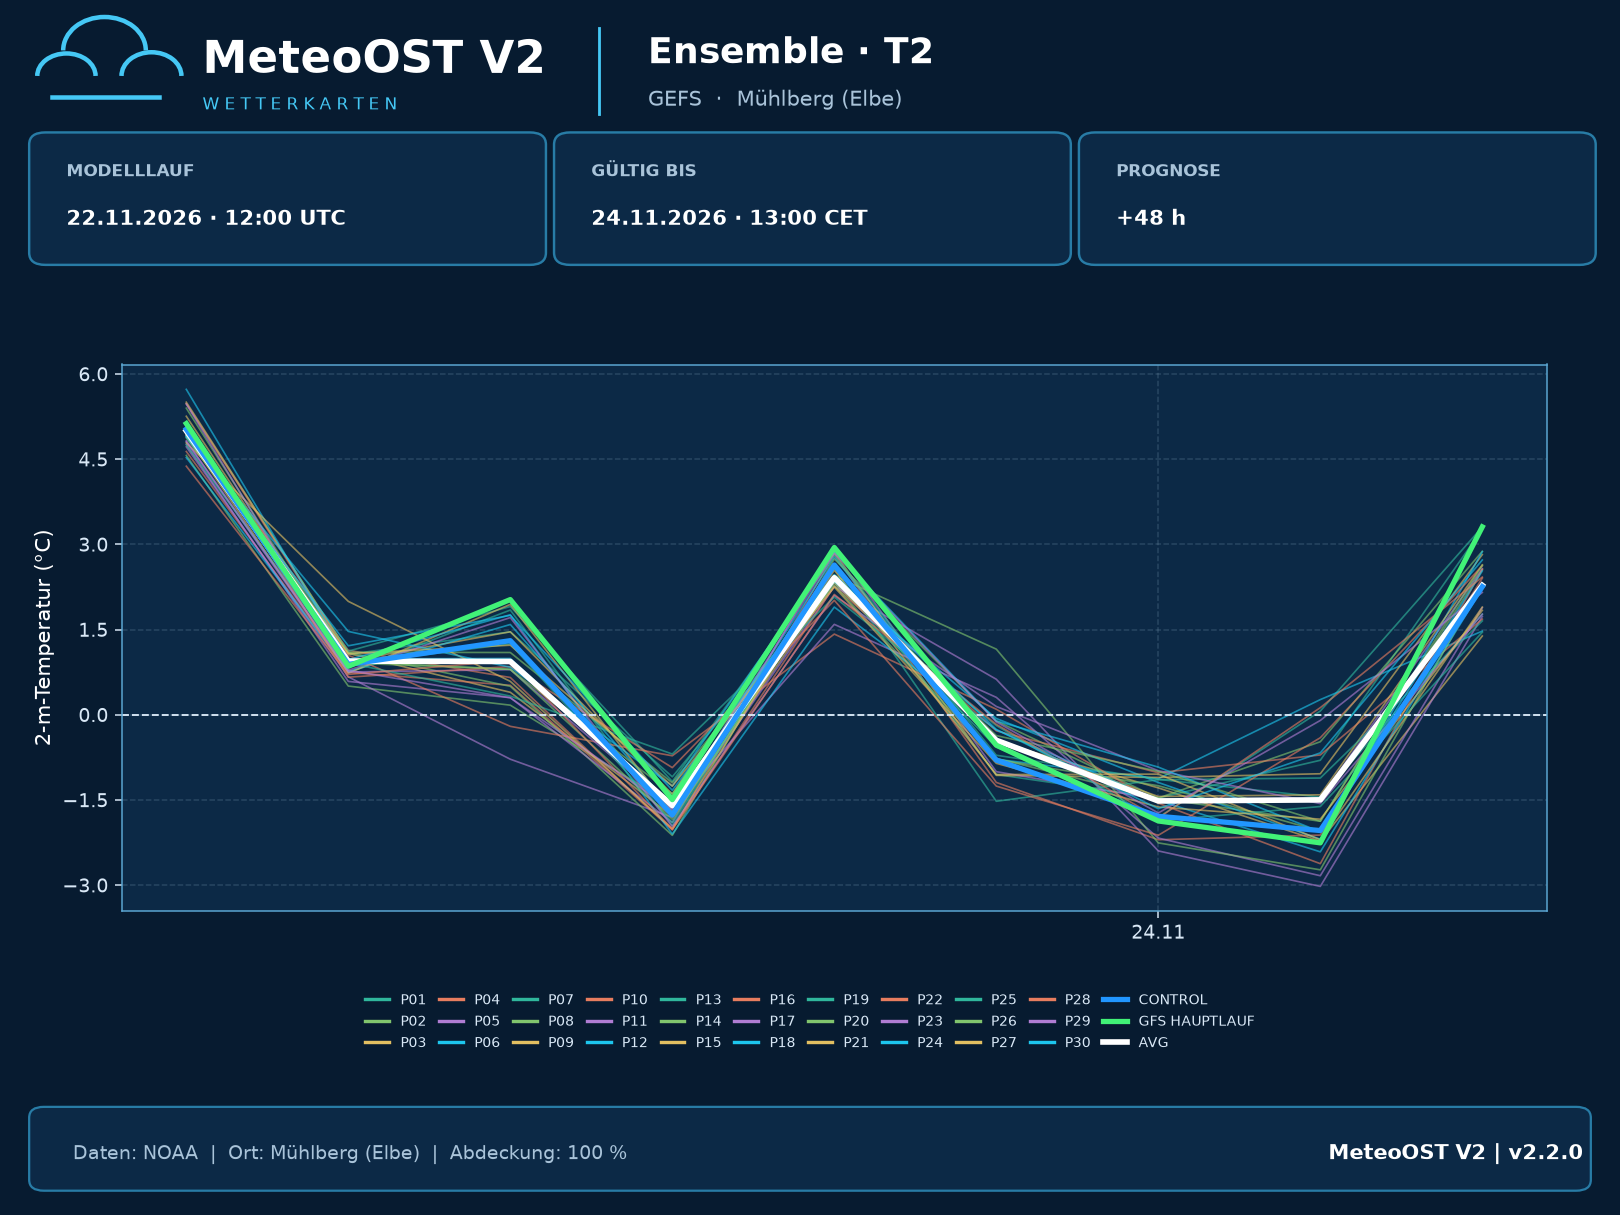 MeteoOST V2
WETTERKARTEN
Ensemble · T2
GEFS · Mühlberg (Elbe)
MODELLLAUF
22.11.2026 · 12:00 UTC
GÜLTIG BIS
24.11.2026 · 13:00 CET
PROGNOSE
+48 h
2-m-Temperatur (°C)
6.0
4.5
3.0
1.5
0.0
−1.5
−3.0
24.11
P01 P04 P07 P10 P13 P16 P19 P22 P25 P28 CONTROL
P02 P05 P08 P11 P14 P17 P20 P23 P26 P29 GFS HAUPTLAUF
P03 P06 P09 P12 P15 P18 P21 P24 P27 P30 AVG
Daten: NOAA | Ort: Mühlberg (Elbe) | Abdeckung: 100 %
MeteoOST V2 | v2.2.0